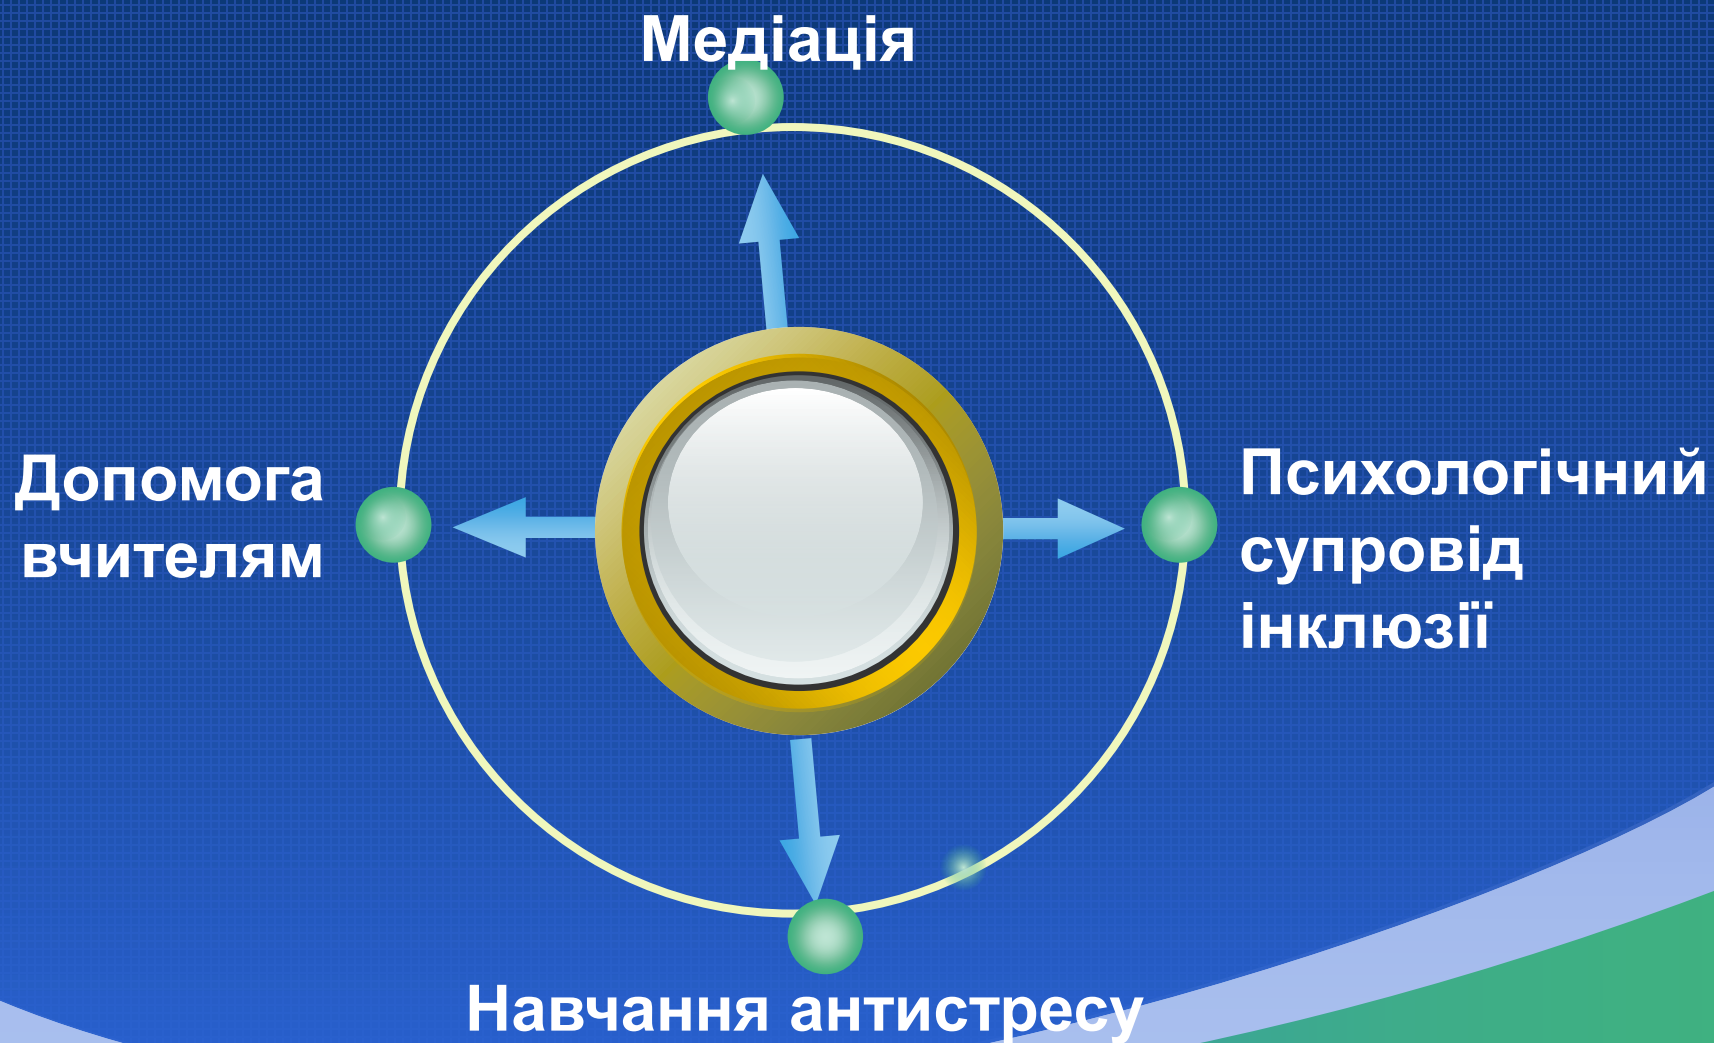 Медіація
Допомога
вчителям
Психологічний
супровід
інклюзії
Навчання антистресу